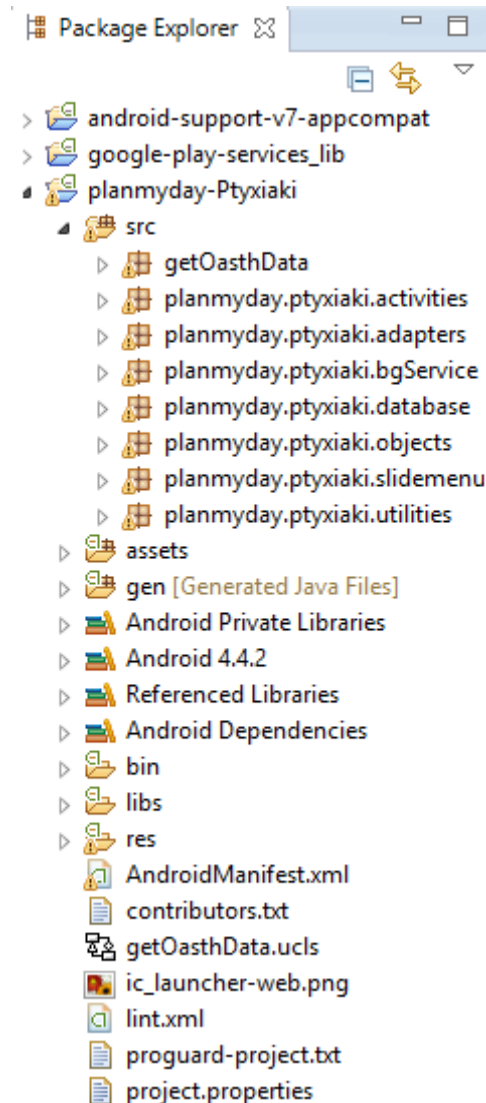 Package Explorer
android-support-v7-appcompat
google-play-services_lib
planmyday-Ptyxiaki
src
getOasthData
planmyday.ptyxiaki.activities
planmyday.ptyxiaki.adapters
planmyday.ptyxiaki.bgService
planmyday.ptyxiaki.database
planmyday.ptyxiaki.objects
planmyday.ptyxiaki.slidemenu
planmyday.ptyxiaki.utilities
assets
gen [Generated Java Files]
Android Private Libraries
Android 4.4.2
Referenced Libraries
Android Dependencies
bin
libs
res
AndroidManifest.xml
contributors.txt
getOasthData.ucls
ic_launcher-web.png
lint.xml
proguard-project.txt
project.properties